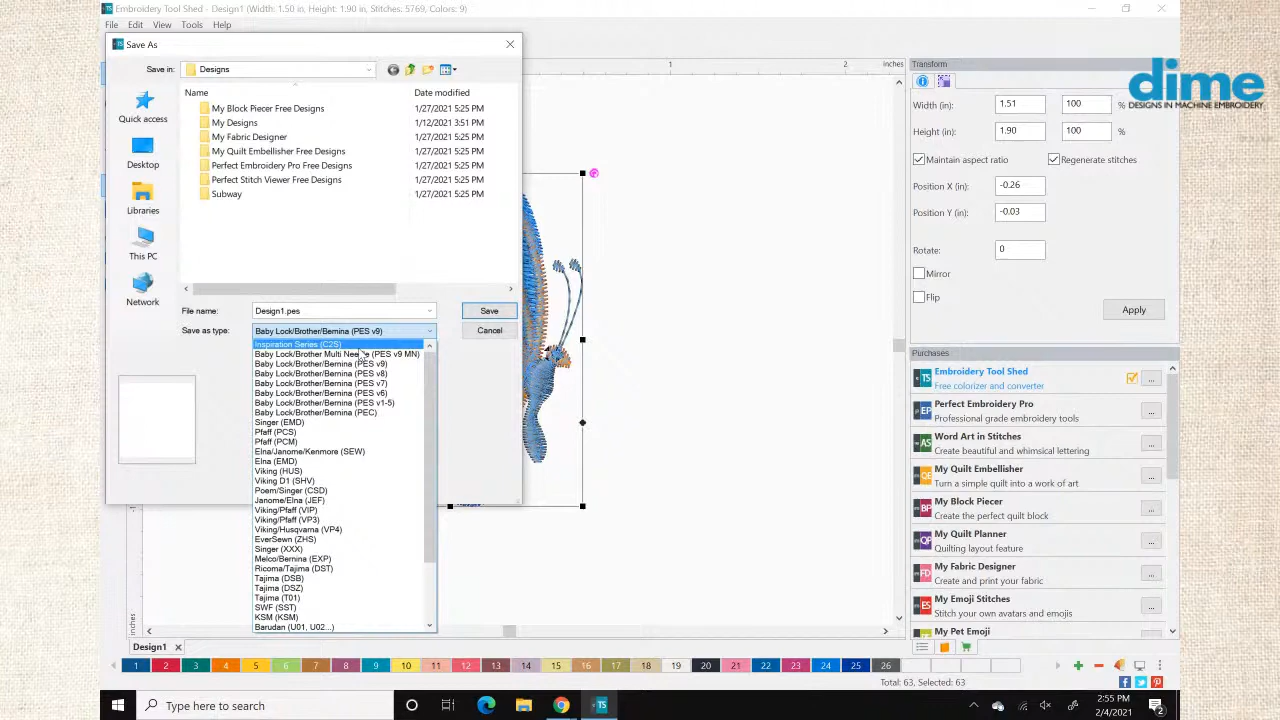 Embroidery Tool Shed - Design1 (Width: 1.50 in, Height: 1.90 in, Stitches: 5769, Colors: 9)
File Edit View Tools Help
Save As
Save in: Designs
Name Date modified
My Block Piecer Free Designs 1/27/2021 5:25 PM
My Designs 1/12/2021 3:51 PM
My Fabric Designer 1/27/2021 5:25 PM
My Quilt Embellisher Free Designs 1/27/2021 5:25 PM
Perfect Embroidery Pro Free Designs 1/27/2021 5:25 PM
Perfect Stitch Viewer Free Designs 1/27/2021 5:25 PM
Subway 1/27/2021 5:25 PM
Quick access
Desktop
Libraries
This PC
Network
File name: Design1.pes Save
Save as type: Baby Lock/Brother/Bernina (PES v9) Cancel
Inspiration Series (C2S)
Baby Lock/Brother Multi Needle (PES v9 MN)
Baby Lock/Brother/Bernina (PES v9)
Baby Lock/Brother/Bernina (PES v8)
Baby Lock/Brother/Bernina (PES v7)
Baby Lock/Brother/Bernina (PES v6)
Baby Lock/Brother/Bernina (PES v1-5)
Baby Lock/Brother/Bernina (PEC)
Singer (EMD)
Pfaff (PCS)
Pfaff (PCM)
Elna/Janome/Kenmore (SEW)
Elna (EMD)
Viking (HUS)
Viking D1 (SHV)
Poem/Singer (CSD)
Janome/Elna (JEF)
Viking/Pfaff (VIP)
Viking/Pfaff (VP3)
Viking/Husqvarna (VP4)
EverSewn (ZHS)
Singer (XXX)
Melco/Bernina (EXP)
Ricoma/Tajima (DST)
Tajima (DSB)
Tajima (DSZ)
Tajima (T01)
SWF (SST)
KSM (KSM)
Barudan (U01, U02...)
1 2 inches
inches
Transform
dime
DESIGNS IN MACHINE EMBROIDERY
Width (in): 1.51 100 %
Height (in): 1.90 100 %
Maintain aspect ratio Regenerate stitches
Position X (in): -0.26
Position Y (in): -0.03
Rotate: 0
Mirror
Flip
Apply
Purchases
TS Embroidery Tool Shed
Free colorizer and converter ...
EP Perfect Embroidery Pro
Professional grade embroidery tools ...
AS Word Art in Stitches
Create beautiful and whimsical lettering ...
QE My Quilt Embellisher
Turn a simple quilt into a work of art ...
BP My Block Piecer
Create the perfect quilt block ...
QP My Quilt Planner
Quilting layout feature ...
FD My Fabric Designer
Create and print your fabric ...
ES My Emoji Stitches
Stitch your own avatars and emojis ...
My Pet Emoji
Design1
1 2 3 4 5 6 7 8 9 10 11 12 13 14 15 16 17 18 19 20 21 22 23 24 25 26
Total: 63, Selected: 63
Type here to search
TS
2:55 PM
2/4/2021
2